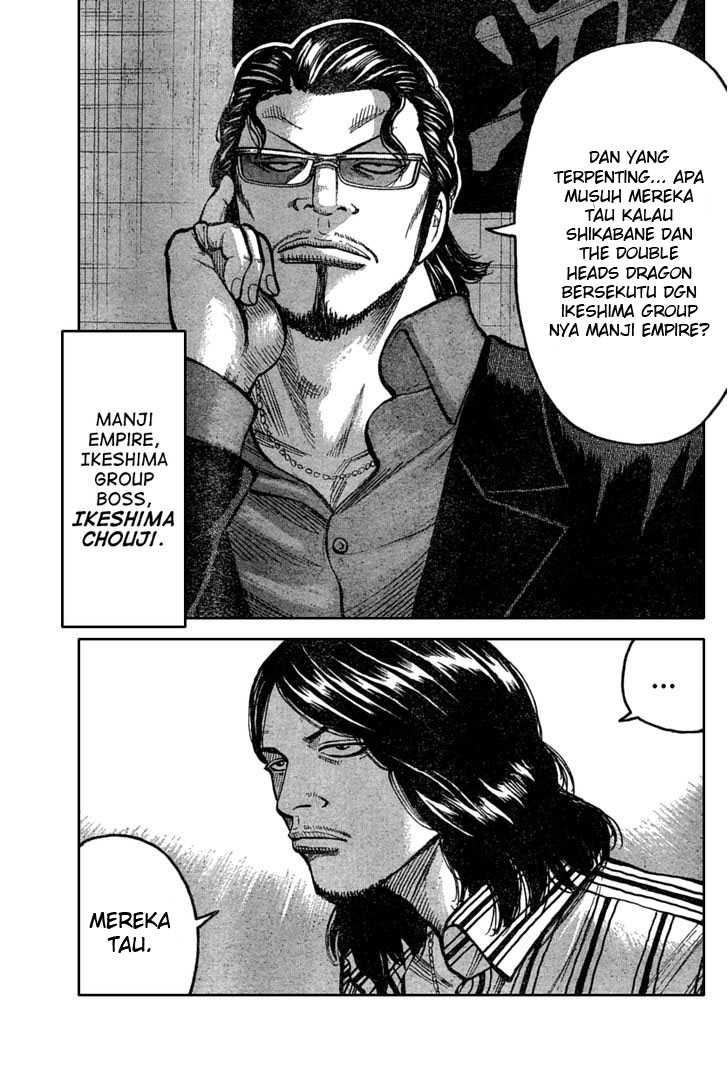 DAN YANG
TERPENTING... APA
MUSUH MEREKA
TAU KALAU
SHIKABANE DAN
THE DOUBLE
HEADS DRAGON
BERSEKUTU DGN
IKESHIMA GROUP
NYA MANJI EMPIRE?
MANJI
EMPIRE,
IKESHIMA
GROUP
BOSS,
IKESHIMA
CHOUJI.
...
MEREKA
TAU.